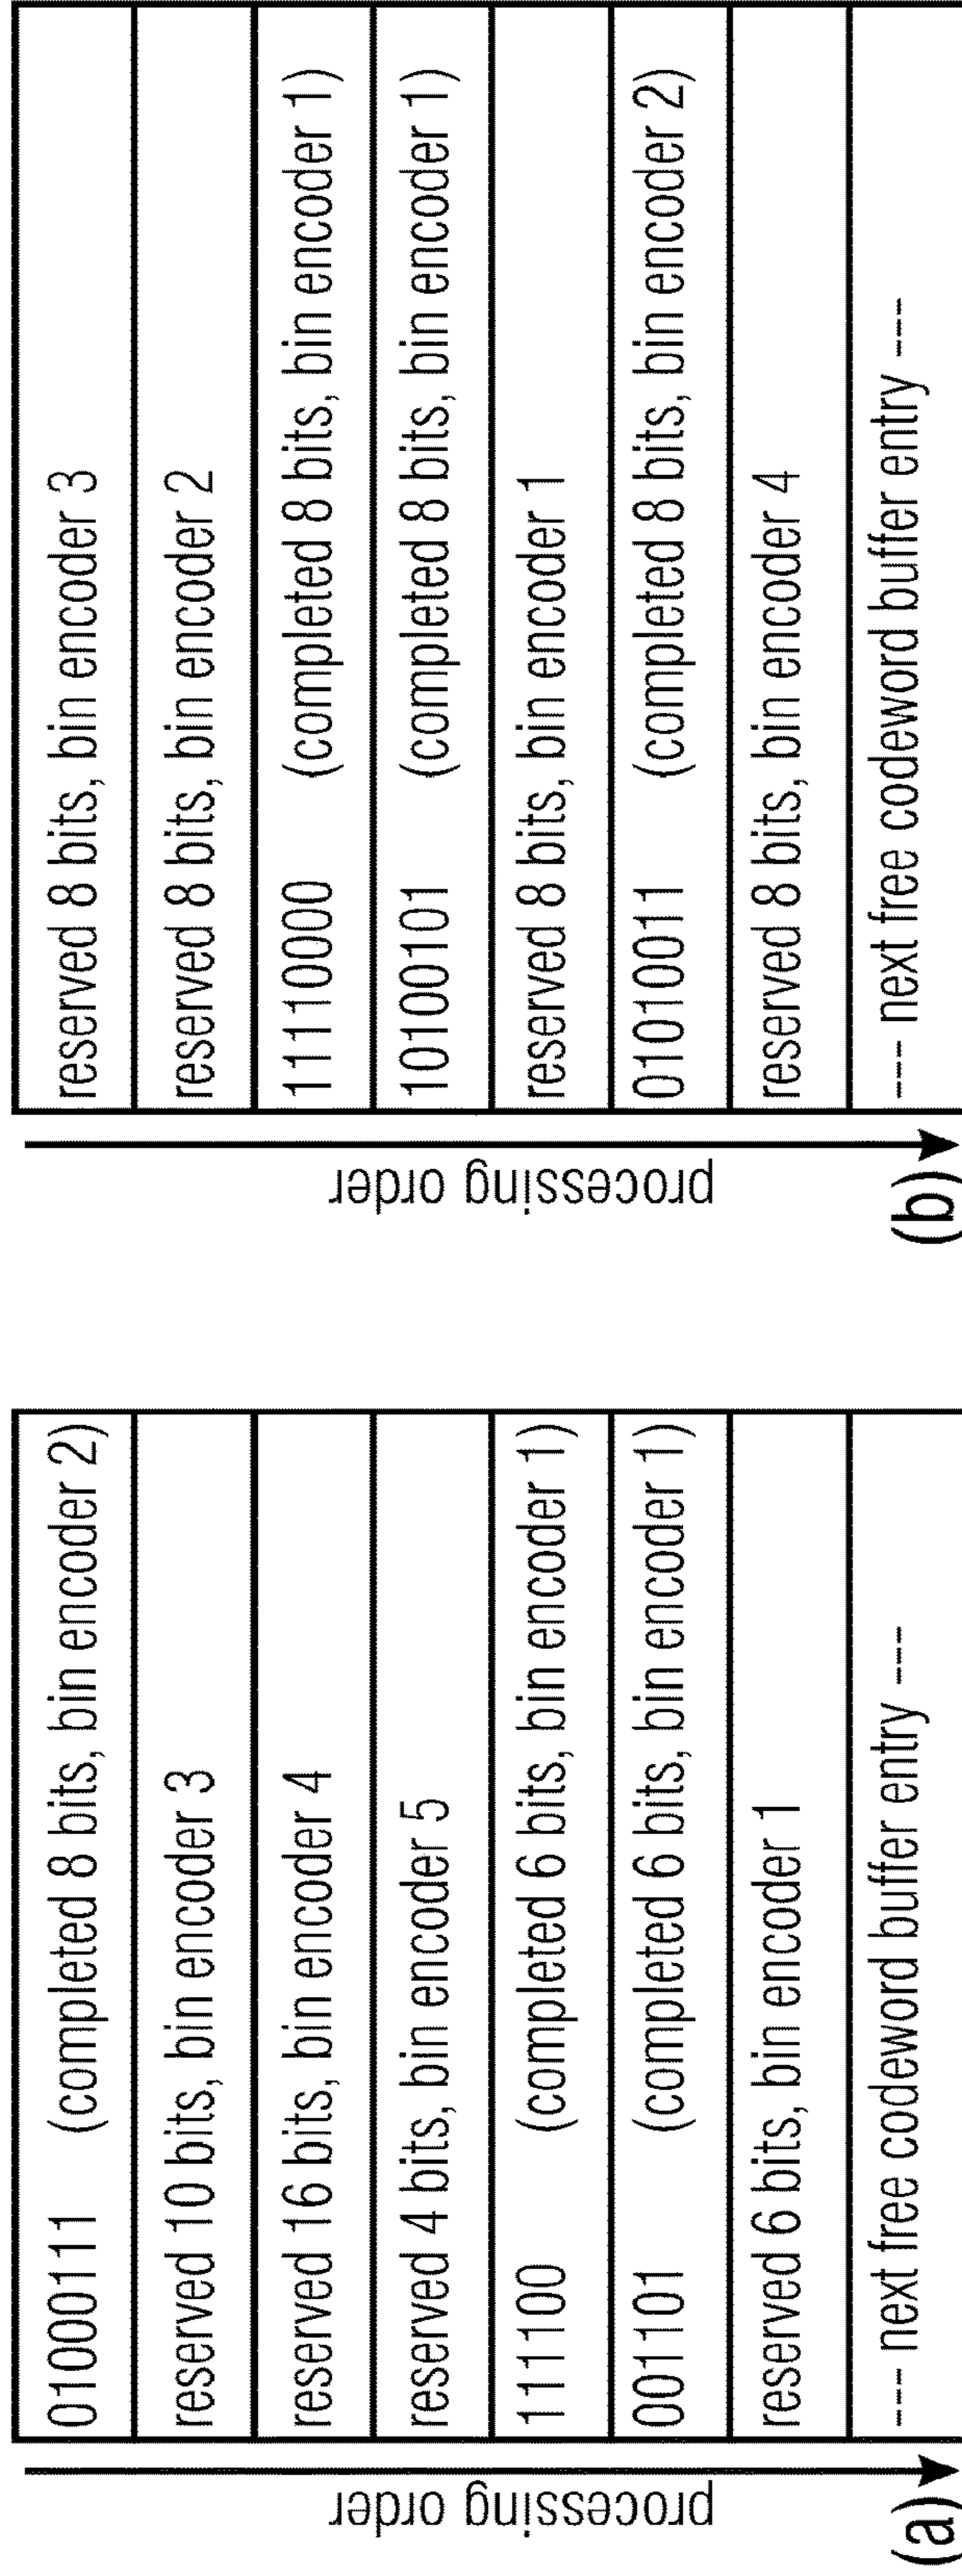 processing order
01000111 (completed 8 bits, bin encoder 2)
reserved 10 bits, bin encoder 3
reserved 16 bits, bin encoder 4
reserved 4 bits, bin encoder 5
111100 (completed 6 bits, bin encoder 1)
001101 (completed 6 bits, bin encoder 1)
reserved 6 bits, bin encoder 1
--- next free codeword buffer entry ---
(a)
processing order
reserved 8 bits, bin encoder 3
reserved 8 bits, bin encoder 2
11110000 (completed 8 bits, bin encoder 1)
10100101 (completed 8 bits, bin encoder 1)
reserved 8 bits, bin encoder 1
01010011 (completed 8 bits, bin encoder 2)
reserved 8 bits, bin encoder 4
--- next free codeword buffer entry ---
(b)